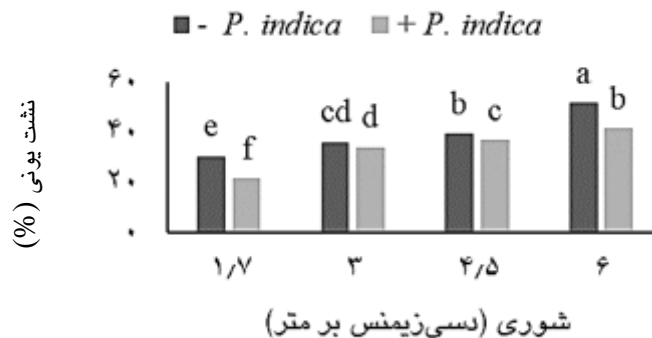 - P. indica + P. indica
نشت یونی (%)
۶۰
۴۰
۲۰
۰
e f cd d b c a b
۱٫۷ ۳ ۴٫۵ ۶
شوری (دسی‌زیمنس بر متر)